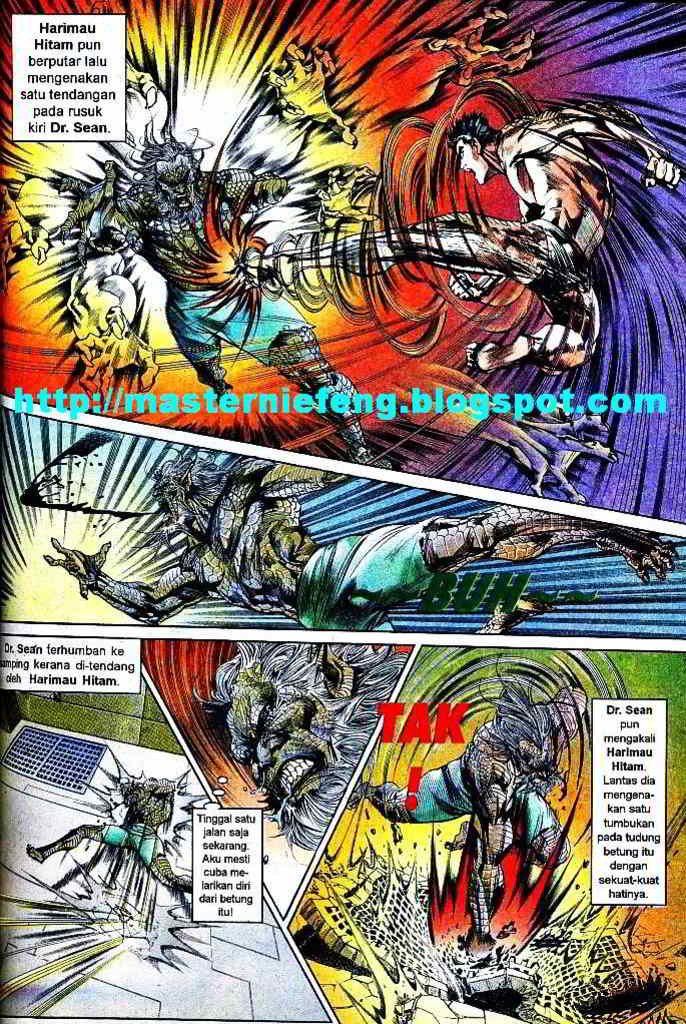 Harimau
Hitam pun
berputar lalu
mengenakan
satu tendangan
pada rusuk
kiri Dr. Sean.
http://masterniefeng.blogspot.com
~ BUH ~ ~
Dr. Sean terhumban ke
samping kerana di-tendang
oleh Harimau Hitam.
Tinggal satu
jalan saja
sekarang.
Aku mesti
cuba me-
larikan diri
dari betung
itu!
TAK
!
Dr. Sean
pun
mengakali
Harimau
Hitam.
Lantas dia
mengena-
kan satu
tumbukan
pada tudung
betung itu
dengan
sekuat-kuat
hatinya.